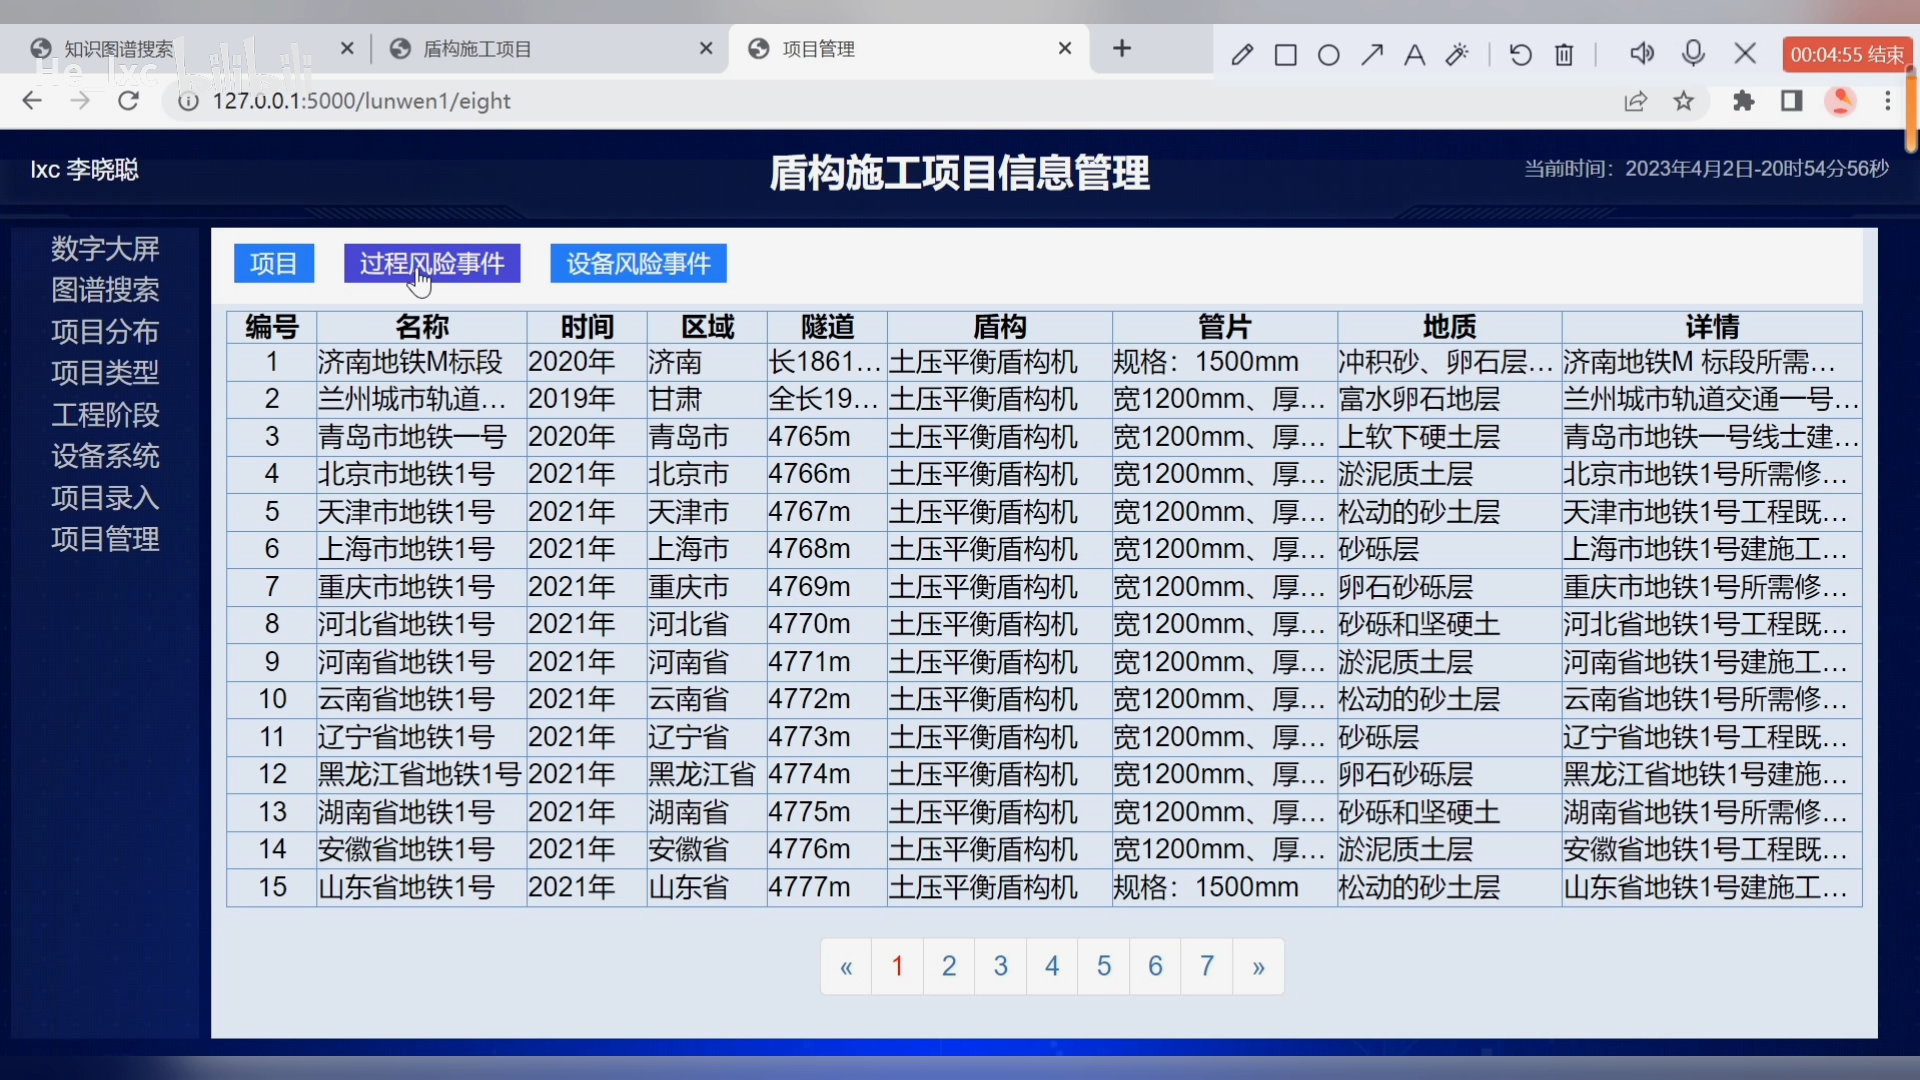 知识图谱搜索
盾构施工项目
项目管理
00:04:55 结束
He_lxc bilibili
127.0.0.1:5000/lunwen1/eight
lxc 李晓聪
盾构施工项目信息管理
当前时间：2023年4月2日-20时54分56秒
数字大屏
图谱搜索
项目分布
项目类型
工程阶段
设备系统
项目录入
项目管理
项目 过程风险事件 设备风险事件
编号 名称 时间 区域 隧道 盾构 管片 地质 详情
1 济南地铁M标段 2020年 济南 长1861… 土压平衡盾构机 规格：1500mm 冲积砂、卵石层… 济南地铁M 标段所需…
2 兰州城市轨道… 2019年 甘肃 全长19… 土压平衡盾构机 宽1200mm、厚… 富水卵石地层 兰州城市轨道交通一号…
3 青岛市地铁一号 2020年 青岛市 4765m 土压平衡盾构机 宽1200mm、厚… 上软下硬土层 青岛市地铁一号线士建…
4 北京市地铁1号 2021年 北京市 4766m 土压平衡盾构机 宽1200mm、厚… 淤泥质土层 北京市地铁1号所需修…
5 天津市地铁1号 2021年 天津市 4767m 土压平衡盾构机 宽1200mm、厚… 松动的砂土层 天津市地铁1号工程既…
6 上海市地铁1号 2021年 上海市 4768m 土压平衡盾构机 宽1200mm、厚… 砂砾层 上海市地铁1号建施工…
7 重庆市地铁1号 2021年 重庆市 4769m 土压平衡盾构机 宽1200mm、厚… 卵石砂砾层 重庆市地铁1号所需修…
8 河北省地铁1号 2021年 河北省 4770m 土压平衡盾构机 宽1200mm、厚… 砂砾和坚硬土 河北省地铁1号工程既…
9 河南省地铁1号 2021年 河南省 4771m 土压平衡盾构机 宽1200mm、厚… 淤泥质土层 河南省地铁1号建施工…
10 云南省地铁1号 2021年 云南省 4772m 土压平衡盾构机 宽1200mm、厚… 松动的砂土层 云南省地铁1号所需修…
11 辽宁省地铁1号 2021年 辽宁省 4773m 土压平衡盾构机 宽1200mm、厚… 砂砾层 辽宁省地铁1号工程既…
12 黑龙江省地铁1号 2021年 黑龙江省 4774m 土压平衡盾构机 宽1200mm、厚… 卵石砂砾层 黑龙江省地铁1号建施…
13 湖南省地铁1号 2021年 湖南省 4775m 土压平衡盾构机 宽1200mm、厚… 砂砾和坚硬土 湖南省地铁1号所需修…
14 安徽省地铁1号 2021年 安徽省 4776m 土压平衡盾构机 宽1200mm、厚… 淤泥质土层 安徽省地铁1号工程既…
15 山东省地铁1号 2021年 山东省 4777m 土压平衡盾构机 规格：1500mm 松动的砂土层 山东省地铁1号建施工…
« 1 2 3 4 5 6 7 »